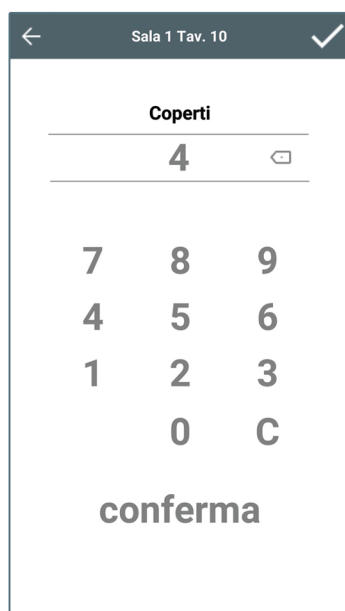 Sala 1 Tav. 10
Coperti
4
7 8 9
4 5 6
1 2 3
0 C
conferma